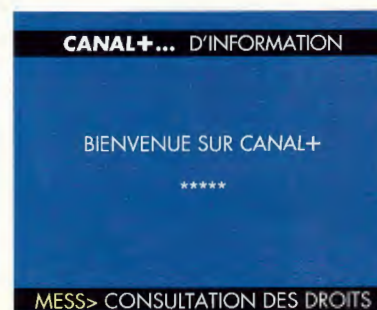 CANAL+... D'INFORMATION
BIENVENUE SUR CANAL+
*****
MESS> CONSULTATION DES DROITS